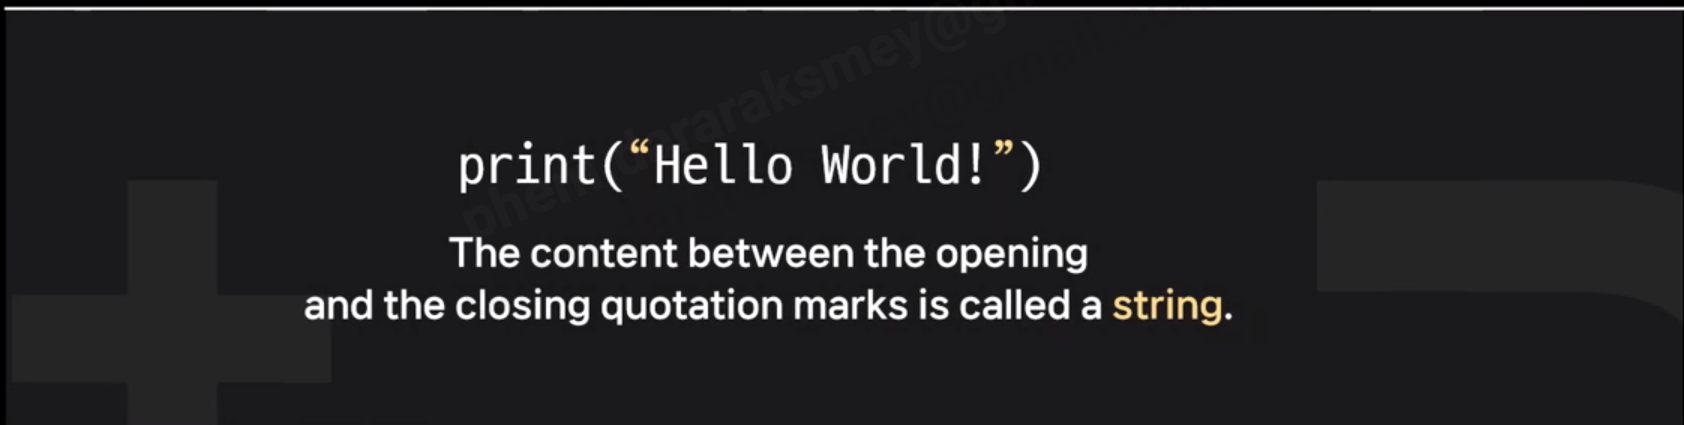 print(“Hello World!”)
The content between the opening
and the closing quotation marks is called a string.